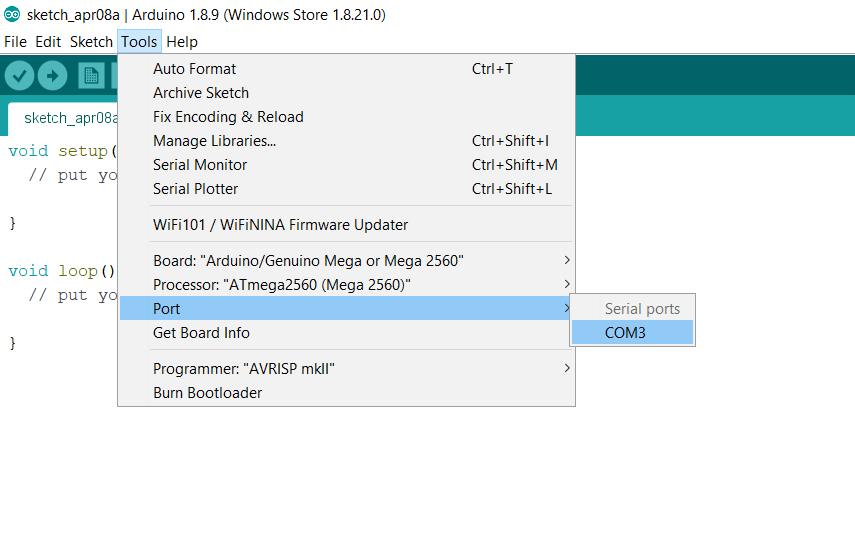 sketch_apr08a | Arduino 1.8.9 (Windows Store 1.8.21.0)
File Edit Sketch Tools Help
Auto Format Ctrl+T
Archive Sketch
Fix Encoding & Reload
Manage Libraries... Ctrl+Shift+I
Serial Monitor Ctrl+Shift+M
Serial Plotter Ctrl+Shift+L
WiFi101 / WiFiNINA Firmware Updater
Board: "Arduino/Genuino Mega or Mega 2560"
Processor: "ATmega2560 (Mega 2560)"
Port
Get Board Info
Programmer: "AVRISP mkII"
Burn Bootloader
Serial ports
COM3
sketch_apr08a
void setup(
// put yo
}
void loop()
// put yo
}